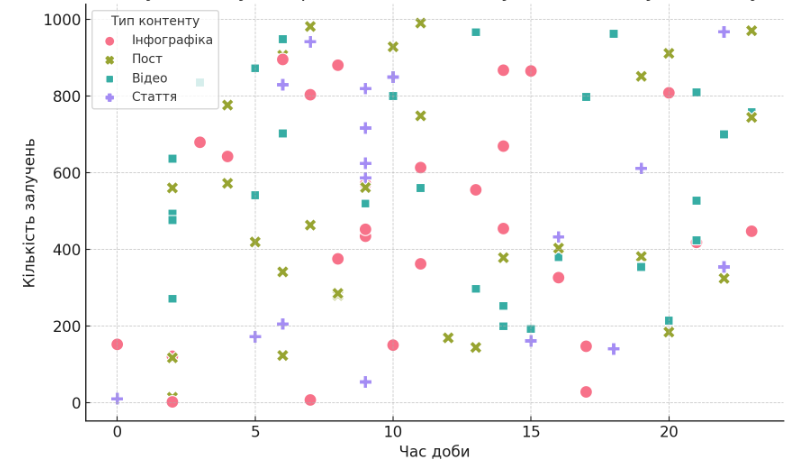 Тип контенту
Інфографіка
Пост
Відео
Стаття
1000
800
600
400
200
0
Кількість залучень
0 5 10 15 20
Час доби